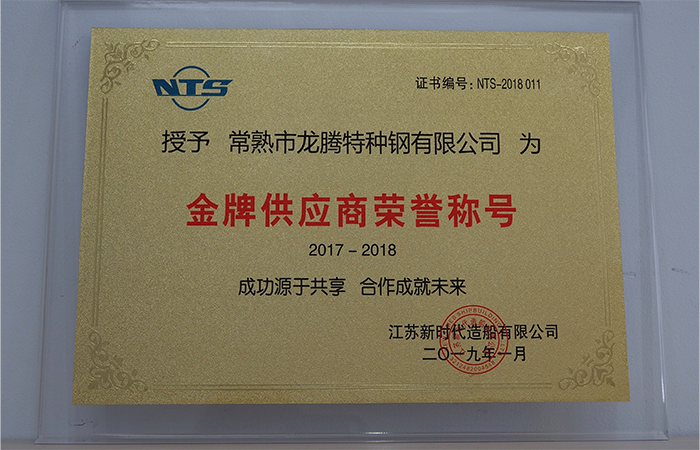 NTS
证书编号: NTS-2018 011
授予 常熟市龙腾特种钢有限公司 为
金牌供应商荣誉称号
2017 - 2018
成功源于共享 合作成就未来
江苏新时代造船有限公司
二〇一九年一月